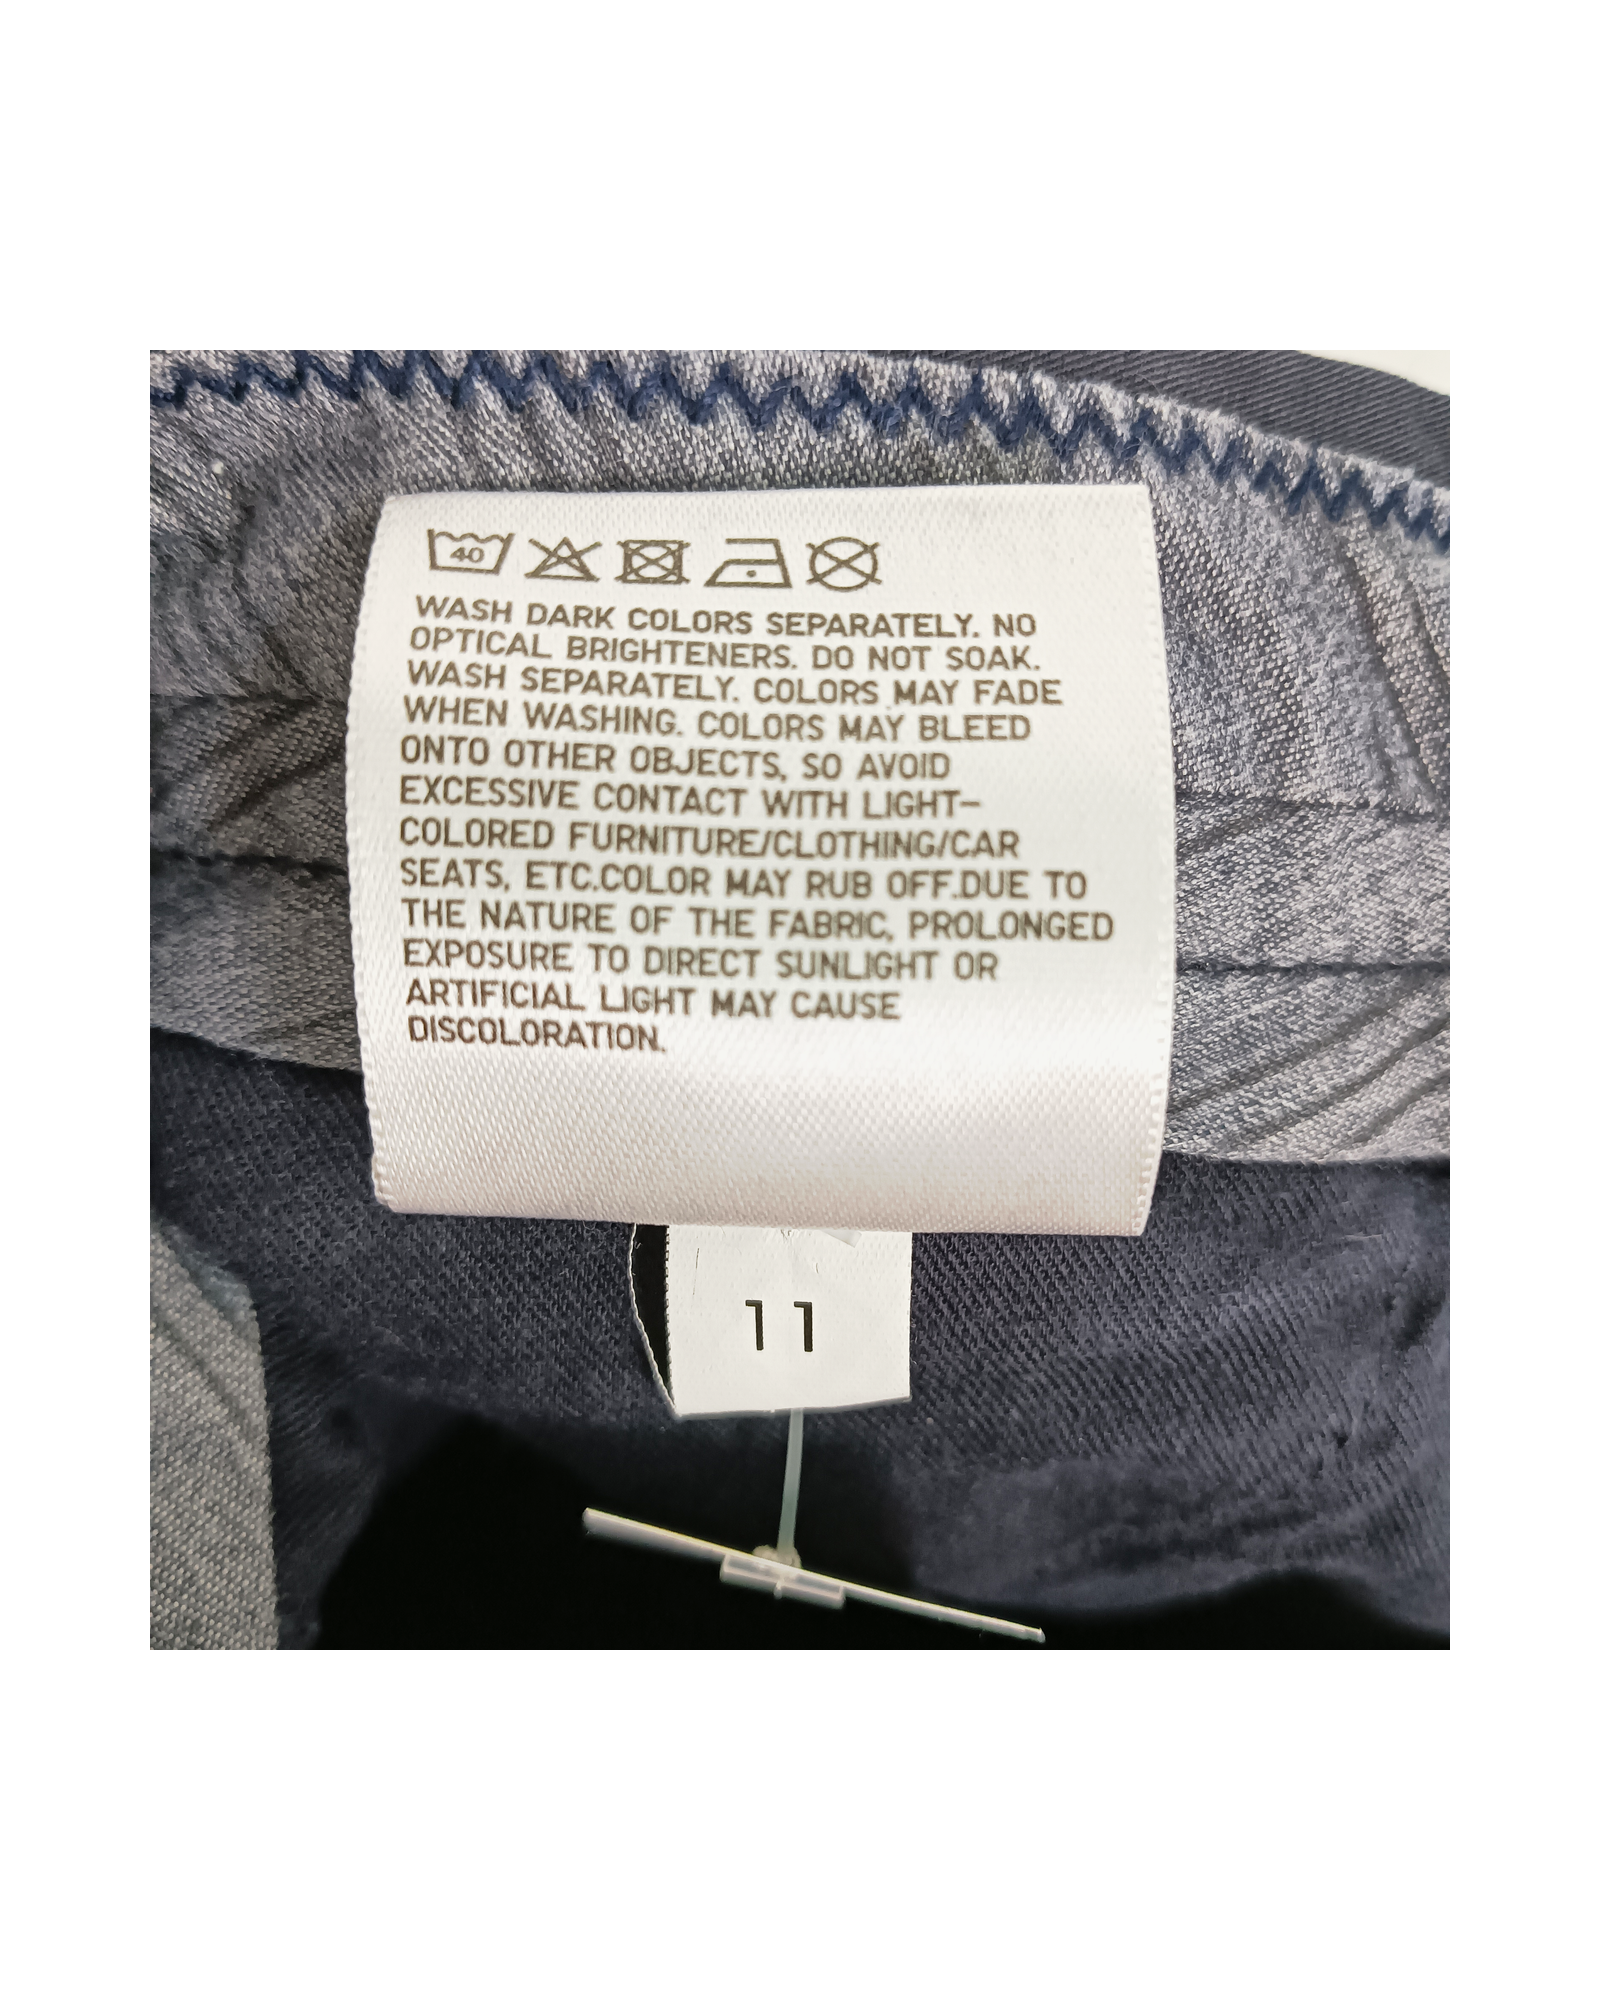 40
WASH DARK COLORS SEPARATELY. NO
OPTICAL BRIGHTENERS. DO NOT SOAK.
WASH SEPARATELY. COLORS MAY FADE
WHEN WASHING. COLORS MAY BLEED
ONTO OTHER OBJECTS, SO AVOID
EXCESSIVE CONTACT WITH LIGHT-
COLORED FURNITURE/CLOTHING/CAR
SEATS, ETC.COLOR MAY RUB OFF.DUE TO
THE NATURE OF THE FABRIC, PROLONGED
EXPOSURE TO DIRECT SUNLIGHT OR
ARTIFICIAL LIGHT MAY CAUSE
DISCOLORATION.
11